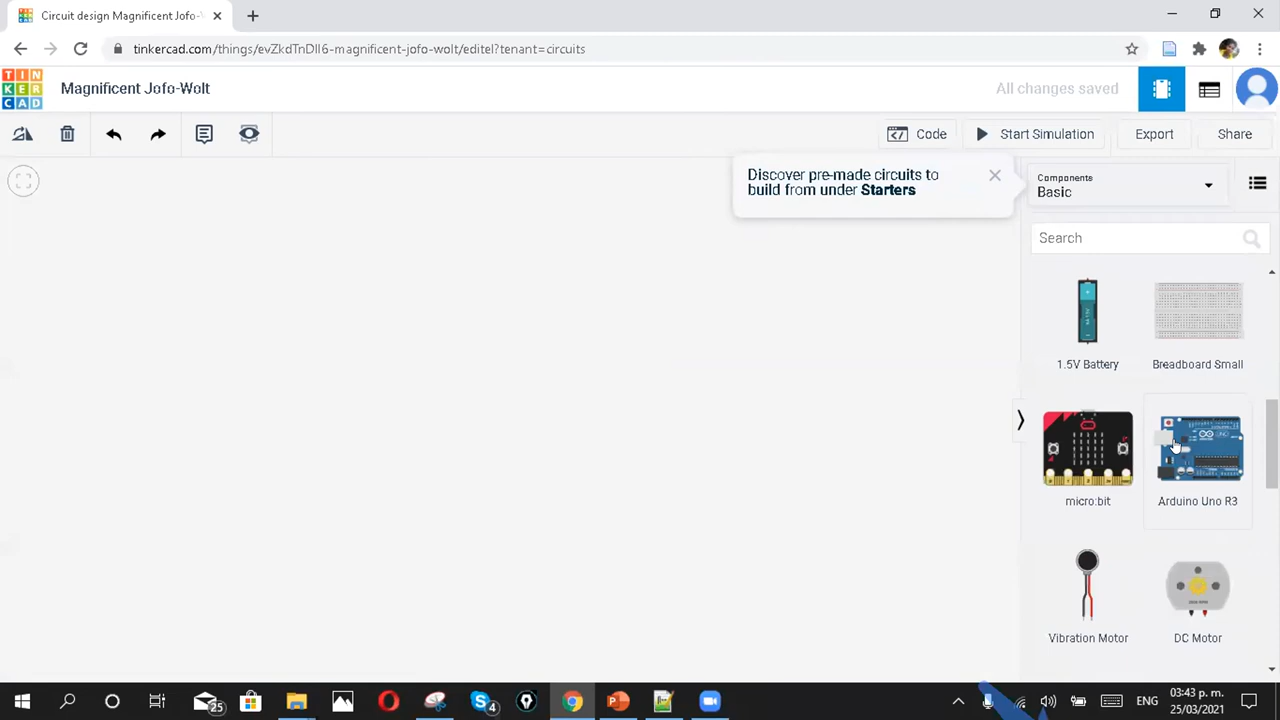 Circuit design Magnificent Jofo-W
tinkercad.com/things/evZkdTnDII6-magnificent-jofo-wolt/editel?tenant=circuits
TIN
KER
CAD
Magnificent Jofo-Wolt
All changes saved
Code
Start Simulation
Export
Share
Discover pre-made circuits to
build from under Starters
Components
Basic
Search
1.5V Battery
Breadboard Small
micro:bit
Arduino Uno R3
Vibration Motor
DC Motor
25
4
ENG
03:43 p. m.
25/03/2021